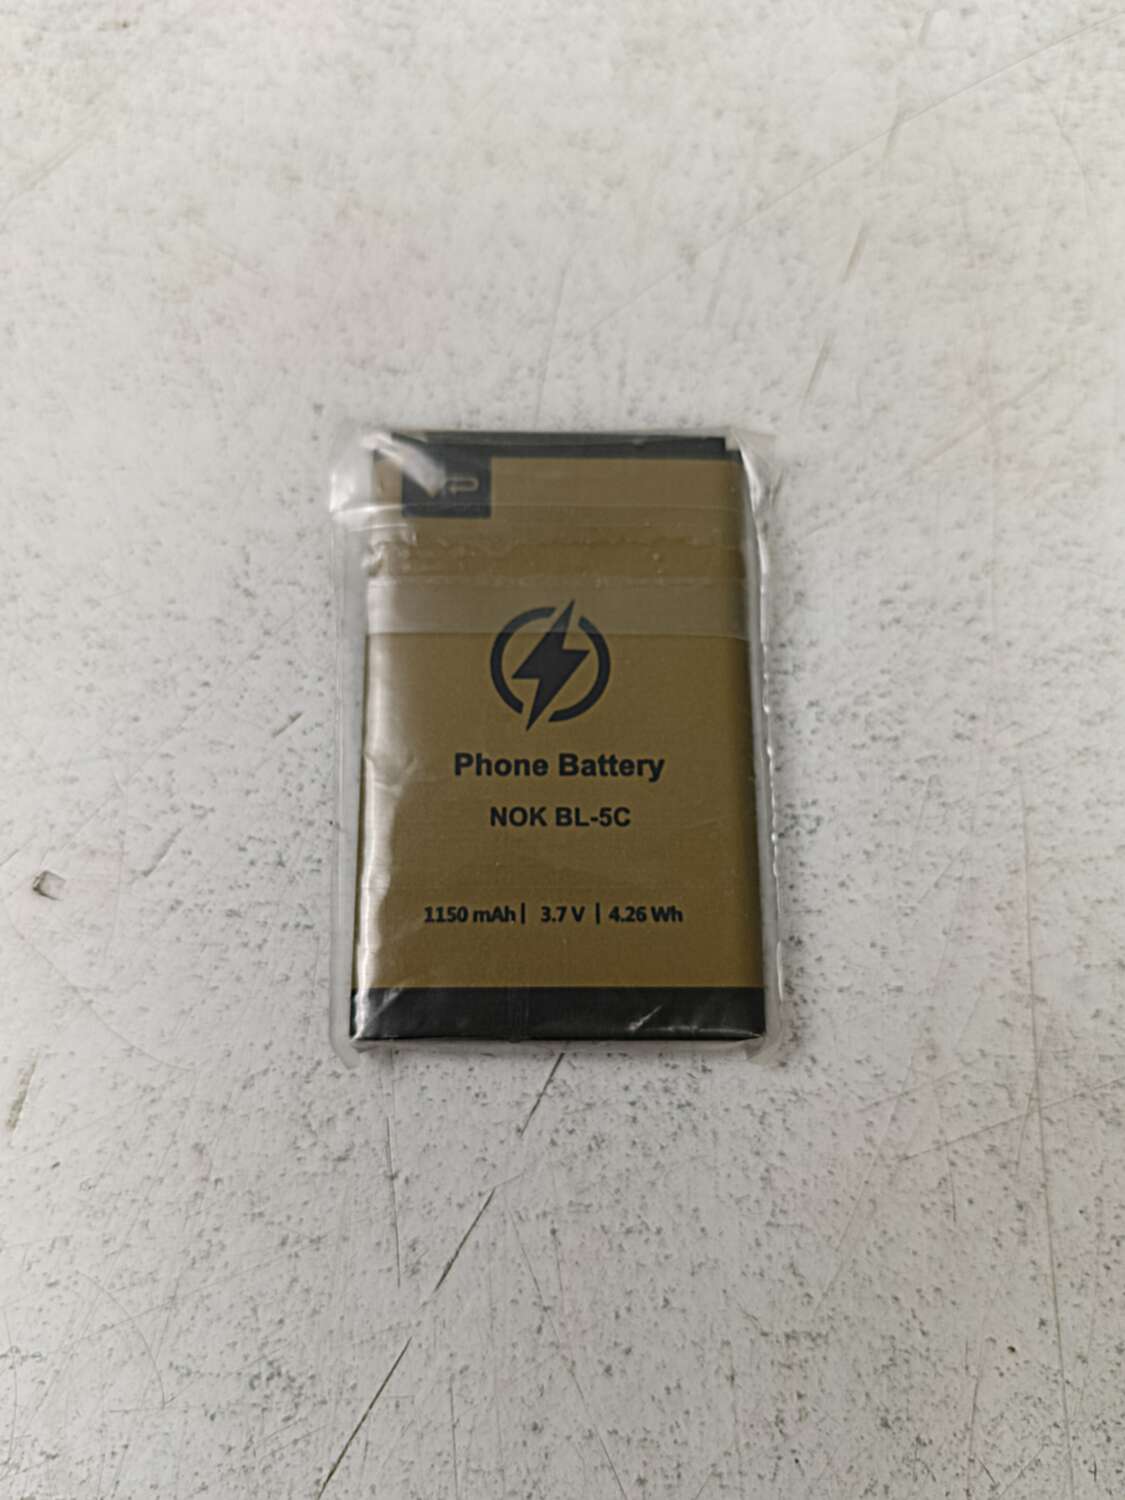 Phone Battery
NOK BL-5C
1150 mAh | 3.7 V | 4.26 Wh